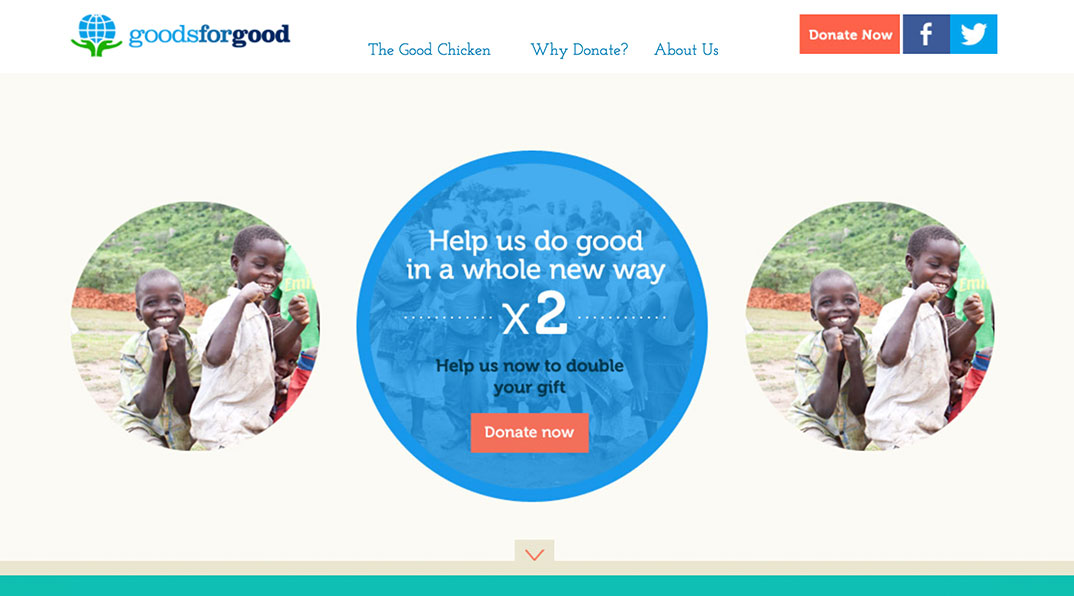 goodsforgood
The Good Chicken
Why Donate?
About Us
Donate Now
Help us do good
in a whole new way
x2
Help us now to double
your gift
Donate now